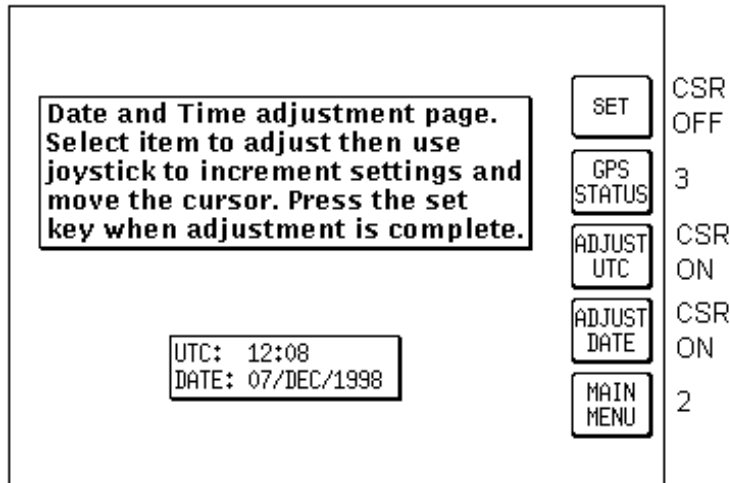 Date and Time adjustment page.
Select item to adjust then use
joystick to increment settings and
move the cursor. Press the set
key when adjustment is complete.
UTC: 12:08
DATE: 07/DEC/1998
SET
CSR
OFF
GPS
STATUS
3
ADJUST
UTC
CSR
ON
ADJUST
DATE
CSR
ON
MAIN
MENU
2